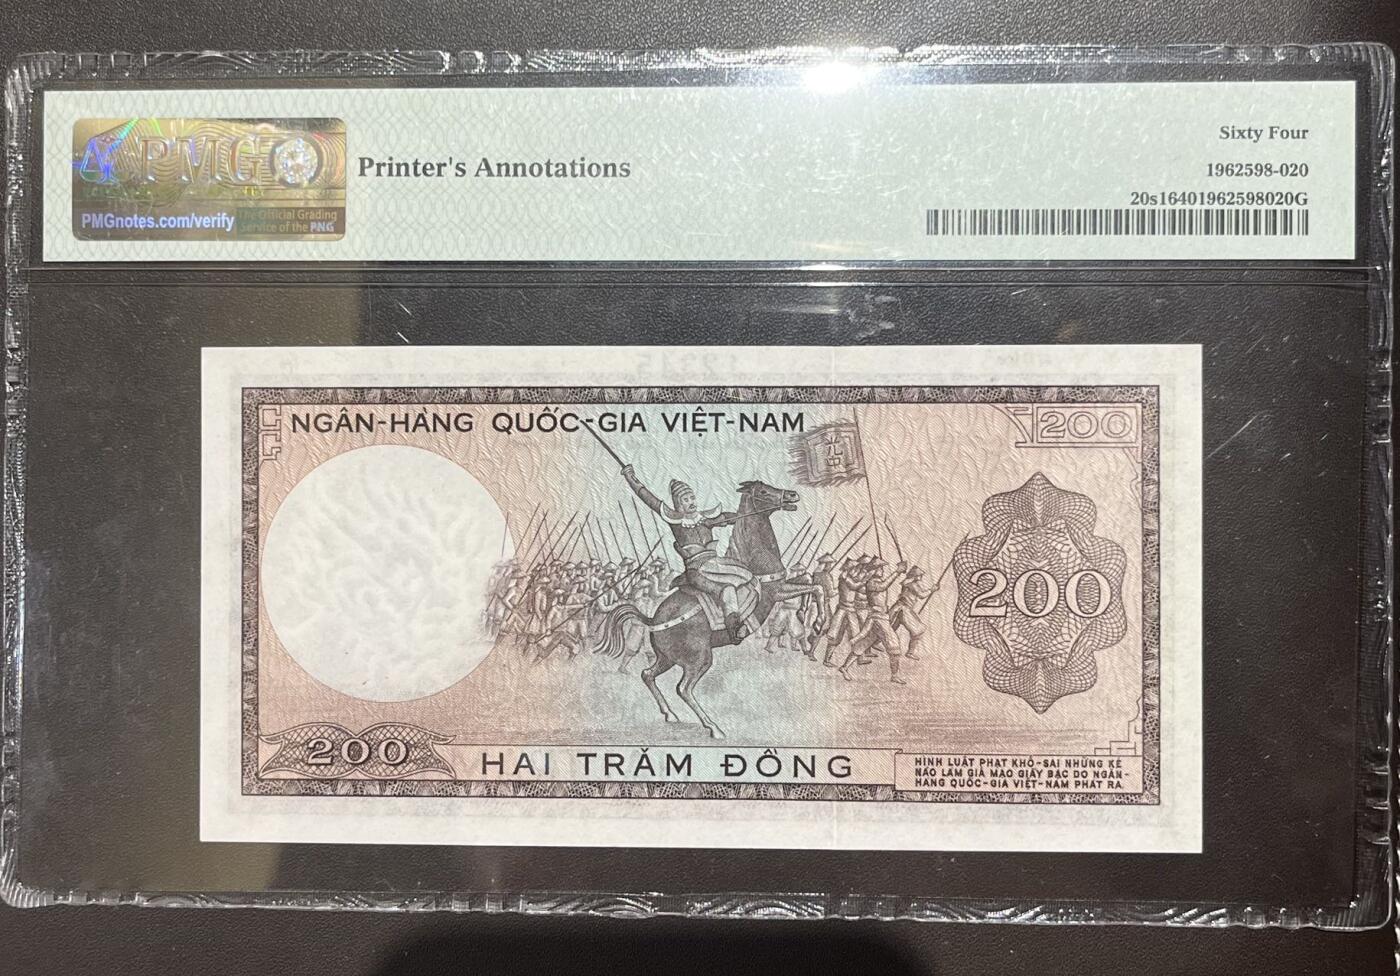 PMG
PMGnotes.com/verify
The Official Grading
Service of the PNG
Printer's Annotations
Sixty Four
1962598-020
20s16401962598020G
NGÂN-HÀNG QUỐC-GIA VIỆT-NAM
200
200
200
HAI TRĂM ĐỒNG
HÌNH LUẬT PHẠT KHỔ-SAI NHỮNG KẺ
NÀO LÀM GIẢ MẠO GIẤY BẠC DO NGÂN-
HÀNG QUỐC-GIA VIỆT-NAM PHÁT RA